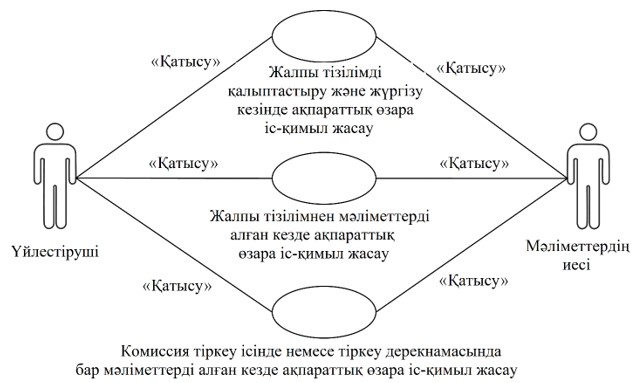 «Қатысу»
«Қатысу»
Жалпы тізілімді
қалыптастыру және жүргізу
кезінде ақпараттық өзара
іс-қимыл жасау
«Қатысу»
«Қатысу»
Үйлестіруші
Жалпы тізілімнен мәліметтерді
алған кезде ақпараттық
өзара іс-қимыл жасау
Мәліметтердің
иесі
«Қатысу»
«Қатысу»
Комиссия тіркеу ісінде немесе тіркеу дерекнамасында
бар мәліметтерді алған кезде ақпараттық өзара іс-қимыл жасау